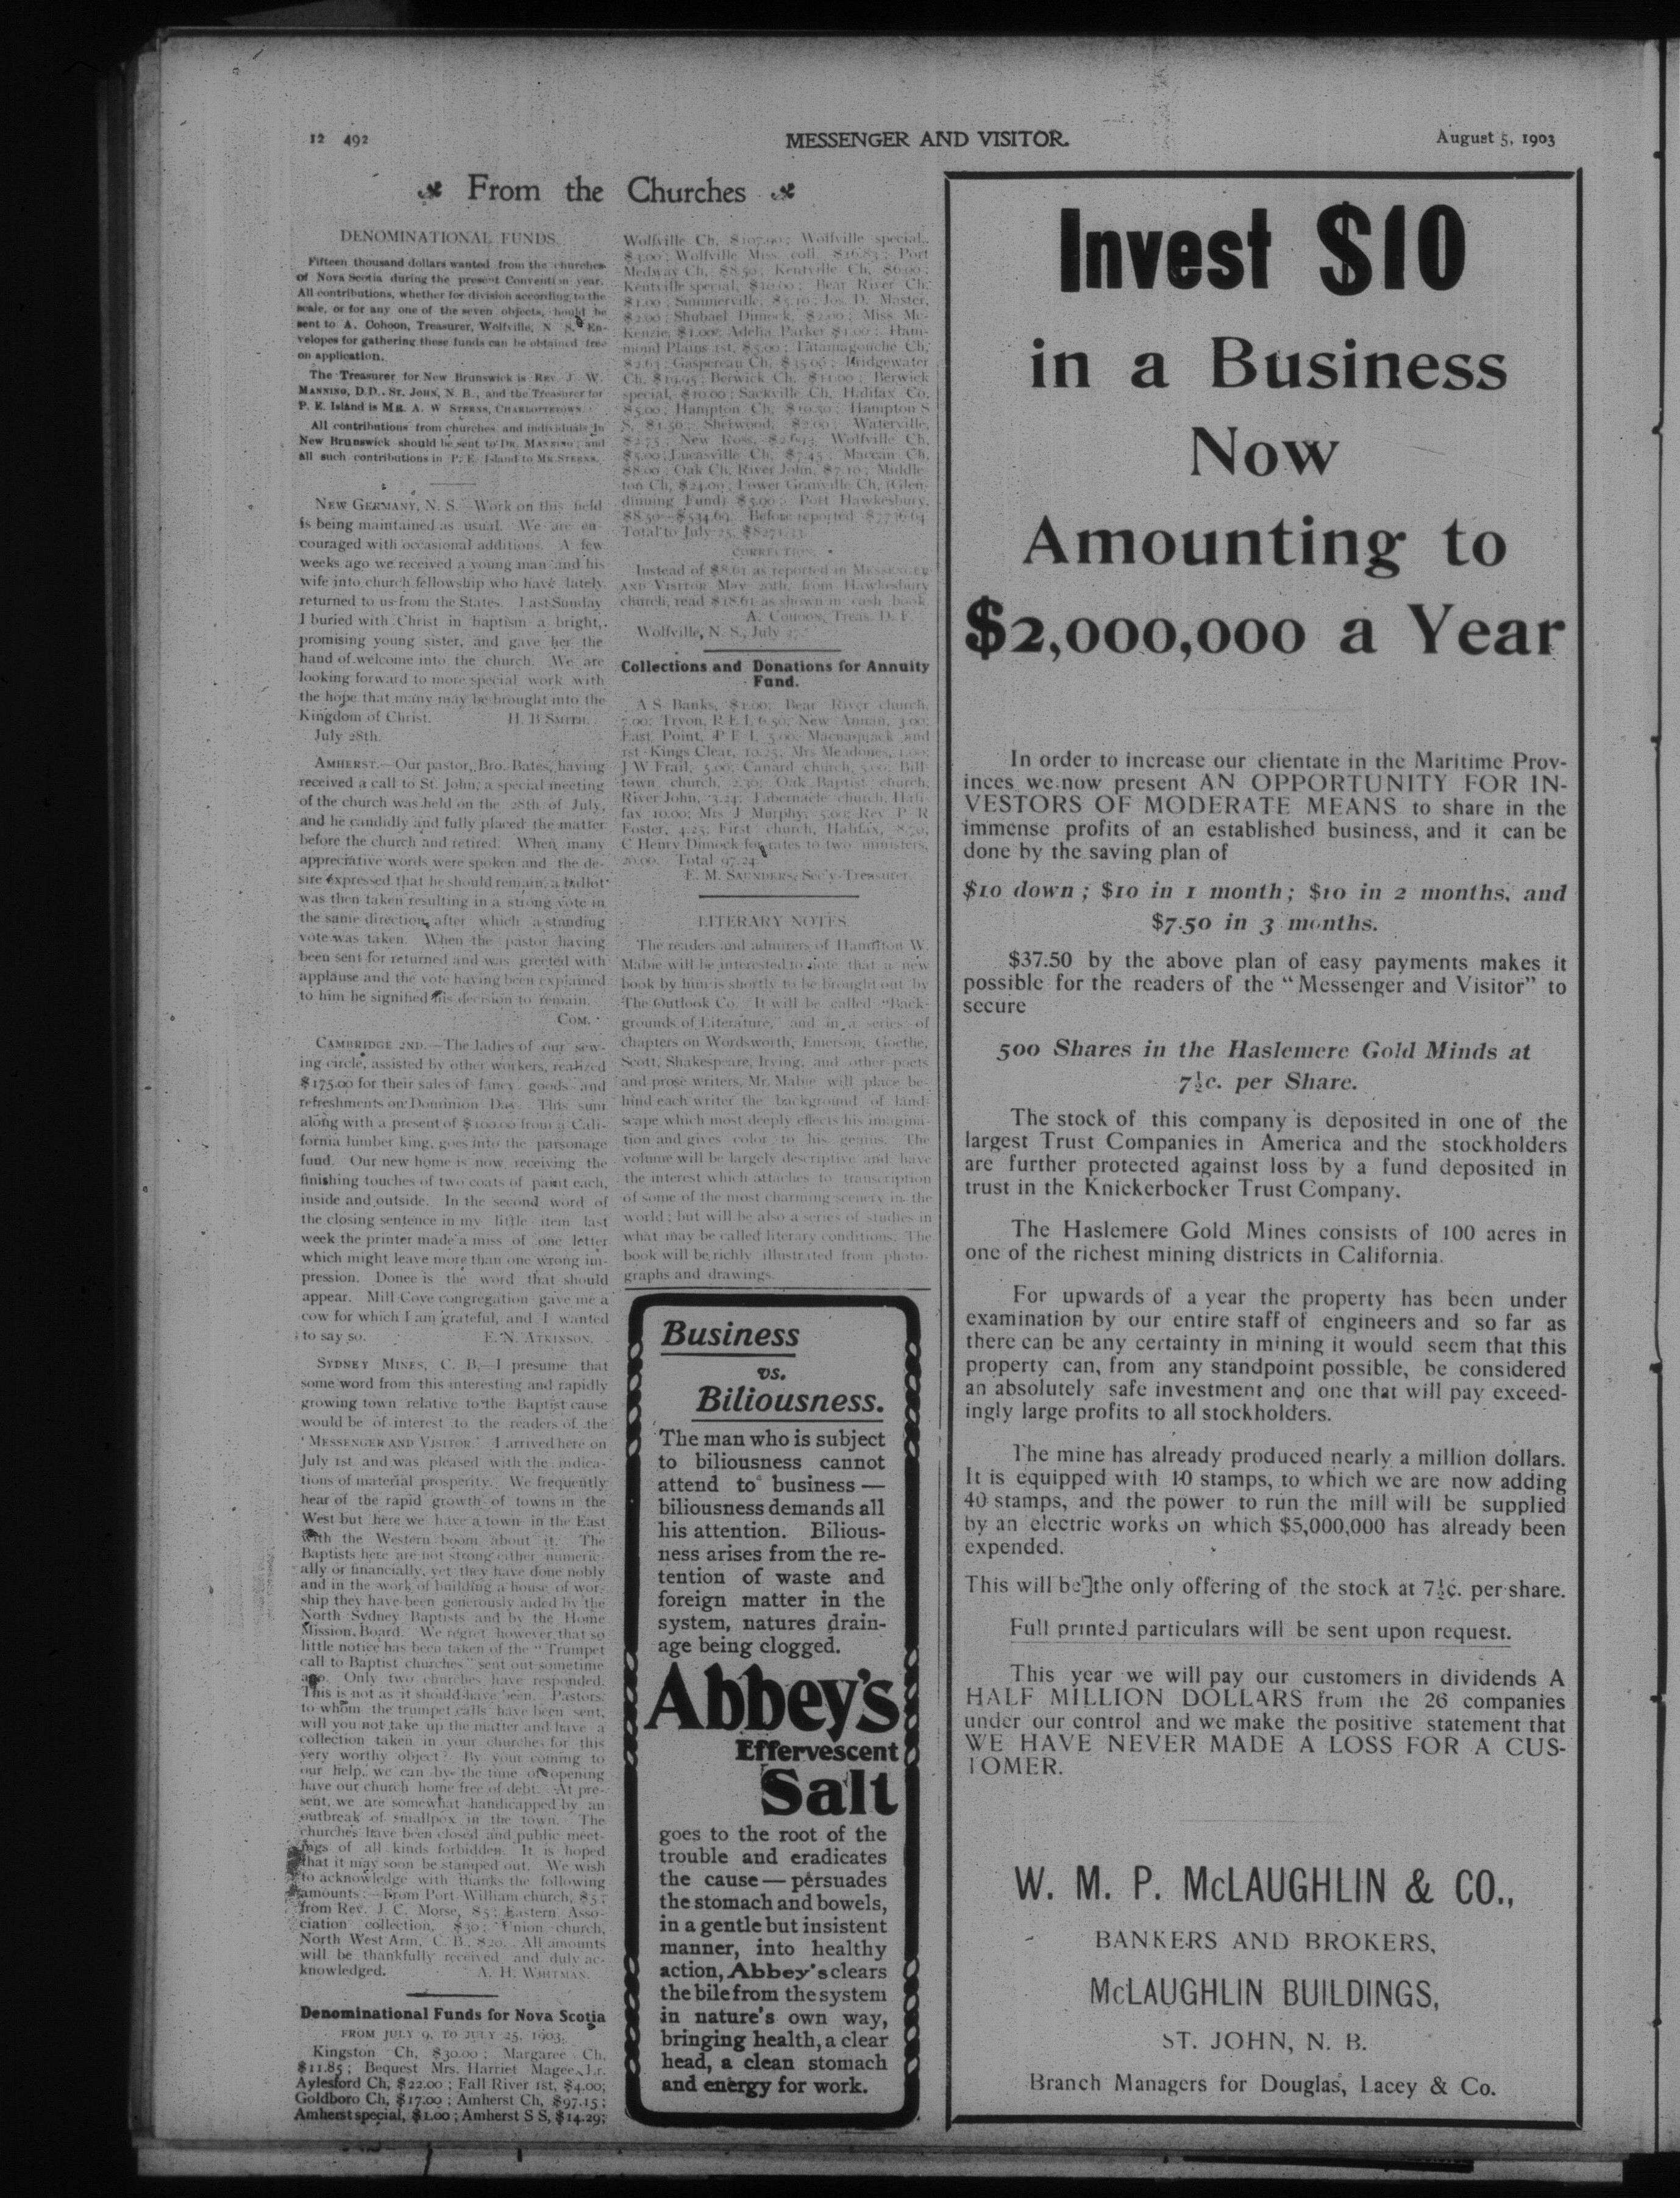 12 492
MESSENGER AND VISITOR.
August 5, 1903
From the Churches
DENOMINATIONAL FUNDS.
Fifteen thousand dollars wanted from the churches
of Nova Scotia during the present Convention year.
All contributions, whether for division according to the
scale, or for any one of the seven objects, hould be
sent to A. Cohoon, Treasurer, Wolfville, N. S. En-
velopes for gathering these funds can be obtained free
on application.
The Treasurer for New Brunswick is REV. J. W.
MANNING, D.D., ST. JOHN, N. B., and the Treasurer for
P. E. Island is MR. A. W STERNS, CHARLOTTETOWN.
All contributions from churches and individuals in
New Brunswick should be sent to DR. MANNING; and
all such contributions in P. E. Island to MR. STERNS.
NEW GERMANY, N. S.—Work on this field
is being maintained as usual. We are en-
couraged with occasional additions. A few
weeks ago we received a young man and his
wife into church fellowship who have lately
returned to us from the States. Last Sunday
I buried with Christ in baptism a bright,
promising young sister, and gave her the
hand of welcome into the church. We are
looking forward to more special work with
the hope that many may be brought into the
Kingdom of Christ. H. B SMITH.
July 28th.
AMHERST.—Our pastor, Bro. Bates, having
received a call to St. John, a special meeting
of the church was held on the 28th of July,
and he candidly and fully placed the matter
before the church and retired. When many
appreciative words were spoken and the de-
sire expressed that he should remain, a ballot
was then taken resulting in a strong vote in
the same direction, after which a standing
vote was taken. When the pastor having
been sent for returned and was greeted with
applause and the vote having been explained
to him he signified his decision to remain.
COM.
CAMBRIDGE 2ND.—The ladies of our sew-
ing circle, assisted by other workers, realized
$175.00 for their sales of fancy goods and
refreshments on Dominion Day. This sum
along with a present of $100.00 from a Cali-
fornia lumber king, goes into the parsonage
fund. Our new home is now receiving the
finishing touches of two coats of paint each,
inside and outside. In the second word of
the closing sentence in my little item last
week the printer made a miss of one letter
which might leave more than one wrong im-
pression. Donee is the word that should
appear. Mill Cove congregation gave me a
cow for which I am grateful, and I wanted
to say so. E. N. ATKINSON.
SYDNEY MINES, C. B.—I presume that
some word from this interesting and rapidly
growing town relative to the Baptist cause
would be of interest to the readers of the
'MESSENGER AND VISITOR.' I arrived here on
July 1st and was pleased with the indica-
tions of material prosperity. We frequently
hear of the rapid growth of towns in the
West but here we have a town in the East
with the Western boom about it. The
Baptists here are not strong either numeric-
ally or financially, yet they have done nobly
and in the work of building a house of wor-
ship they have been generously aided by the
North Sydney Baptists and by the Home
Mission Board. We regret however that so
little notice has been taken of the "Trumpet
call to Baptist churches" sent out sometime
ago. Only two churches have responded.
This is not as it should have been. Pastors,
to whom the trumpet calls have been sent,
will you not take up the matter and have a
collection taken in your churches for this
very worthy object? By your coming to
our help, we can by the time of opening
have our church home free of debt. At pre-
sent, we are somewhat handicapped by an
outbreak of smallpox in the town. The
churches have been closed and public meet-
ings of all kinds forbidden. It is hoped
that it may soon be stamped out. We wish
to acknowledge with thanks the following
amounts:—From Port William church, $5;
from Rev. J. C. Morse, $5; Eastern Asso-
ciation collection, $30; Union church,
North West Arm, C. B., $20. All amounts
will be thankfully received and duly ac-
knowledged. A. H. WHITMAN.
Denominational Funds for Nova Scotia
FROM JULY 9, TO JULY 25, 1903.
Kingston Ch, $30.00; Margaree Ch,
$11.85; Bequest Mrs. Harriet Magee,
Aylesford Ch, $22.00; Fall River 1st, $4.00;
Goldboro Ch, $17.00; Amherst Ch, $97.15;
Amherst special, $1.00; Amherst S S, $14.29;
Wolfville Ch, $107.90; Wolfville special,
$3.00; Wolfville Miss. coll. $16.83; Port
Medway Ch, $8.50; Kentville Ch, $6.00;
Kentville special, $10.00; Bear River Ch,
$1.00; Summerville, $5.10; Jos. D. Master,
$2.00; Shubael Dimock, $2.00; Miss Mc-
Kenzie, $1.00; Adelia Parker $1.00; Ham-
mond Plains 1st, $5.00; Tatamagouche Ch,
$2.63; Gaspereau Ch, $35.06; Bridgewater
Ch, $19.95; Berwick Ch, $11.00; Berwick
special, $10.00; Sackville Ch, Halifax Co,
$5.00; Hampton Ch, $10.50; Hampton S
S, $1.50; Sherwood, $2.00; Waterville,
$2.75; New Ross, Wolfville Ch,
$5.00; Lucasville Ch, $7.45; Maccan Ch,
$8.00; Oak Ch, River John, $7.10; Middle
ton Ch, $24.00; Lower Granville Ch, (Glen-
dinning Fund) $5.00; Port Hawkesbury,
$8.50—$534.69. Before reported $7736.64
Total to July 25, $8271.33
CORRECTION.
Instead of $8.61 as reported in MESSENGER
AND VISITOR May 20th, from Hawkesbury
church, read $18.61 as shown in cash book.
A. COHOON, Treas. D. F.
Wolfville, N. S., July 27.
Collections and Donations for Annuity
Fund.
A S Banks, $1.00; Bear River church,
7.00; Tryon, P. E I, 6.50; New Annan, 3.00;
East Point, P E I, 3.00; Macnaquack and
1st Kings Clear, 10.25; Mrs Meadones, 1.00;
J W Frail, 5.00; Canard church, 5.00; Bill
town church, 2.30; Oak Baptist church,
River John, 3.24; Tabernacle church, Hali-
fax 10.00; Mrs J Murphy, 5.00; Rev P R
Foster, 4.25; First church, Halifax, 8.70,
C Henry Dimock for rates to two ministers,
20.00. Total 97.24
E. M. SAUNDERS, Sec'y-Treasurer.
LITERARY NOTES.
The readers and admirers of Hamilton W.
Mabie will be interested to note that a new
book by him is shortly to be brought out by
The Outlook Co. It will be called "Back-
grounds of Literature," and in a series of
chapters on Wordsworth, Emerson, Goethe,
Scott, Shakespeare, Irving, and other poets
and prose writers, Mr. Mabie will place be-
hind each writer the background of land-
scape which most deeply effects his imagina-
tion and gives color to his genius. The
volume will be largely descriptive and have
the interest which attaches to transcription
of some of the most charming scenery in the
world; but will be also a series of studies in
what may be called literary conditions. The
book will be richly illustrated from photo-
graphs and drawings.
Business
vs.
Biliousness.
The man who is subject
to biliousness cannot
attend to business —
biliousness demands all
his attention. Bilious-
ness arises from the re-
tention of waste and
foreign matter in the
system, natures drain-
age being clogged.
Abbey's
Effervescent
Salt
goes to the root of the
trouble and eradicates
the cause — persuades
the stomach and bowels,
in a gentle but insistent
manner, into healthy
action, Abbey's clears
the bile from the system
in nature's own way,
bringing health, a clear
head, a clean stomach
and energy for work.
Invest $10
in a Business
Now
Amounting to
$2,000,000 a Year
In order to increase our clientate in the Maritime Prov-
inces we now present AN OPPORTUNITY FOR IN-
VESTORS OF MODERATE MEANS to share in the
immense profits of an established business, and it can be
done by the saving plan of
$10 down; $10 in 1 month; $10 in 2 months, and
$7.50 in 3 months.
$37.50 by the above plan of easy payments makes it
possible for the readers of the "Messenger and Visitor" to
secure
500 Shares in the Haslemere Gold Minds at
7½c. per Share.
The stock of this company is deposited in one of the
largest Trust Companies in America and the stockholders
are further protected against loss by a fund deposited in
trust in the Knickerbocker Trust Company.
The Haslemere Gold Mines consists of 100 acres in
one of the richest mining districts in California.
For upwards of a year the property has been under
examination by our entire staff of engineers and so far as
there can be any certainty in mining it would seem that this
property can, from any standpoint possible, be considered
an absolutely safe investment and one that will pay exceed-
ingly large profits to all stockholders.
The mine has already produced nearly a million dollars.
It is equipped with 10 stamps, to which we are now adding
40 stamps, and the power to run the mill will be supplied
by an electric works on which $5,000,000 has already been
expended.
This will be]the only offering of the stock at 7½c. per share.
Full printed particulars will be sent upon request.
This year we will pay our customers in dividends A
HALF MILLION DOLLARS from the 26 companies
under our control and we make the positive statement that
WE HAVE NEVER MADE A LOSS FOR A CUS-
TOMER.
W. M. P. McLAUGHLIN & CO.,
BANKERS AND BROKERS,
McLAUGHLIN BUILDINGS,
ST. JOHN, N. B.
Branch Managers for Douglas, Lacey & Co.